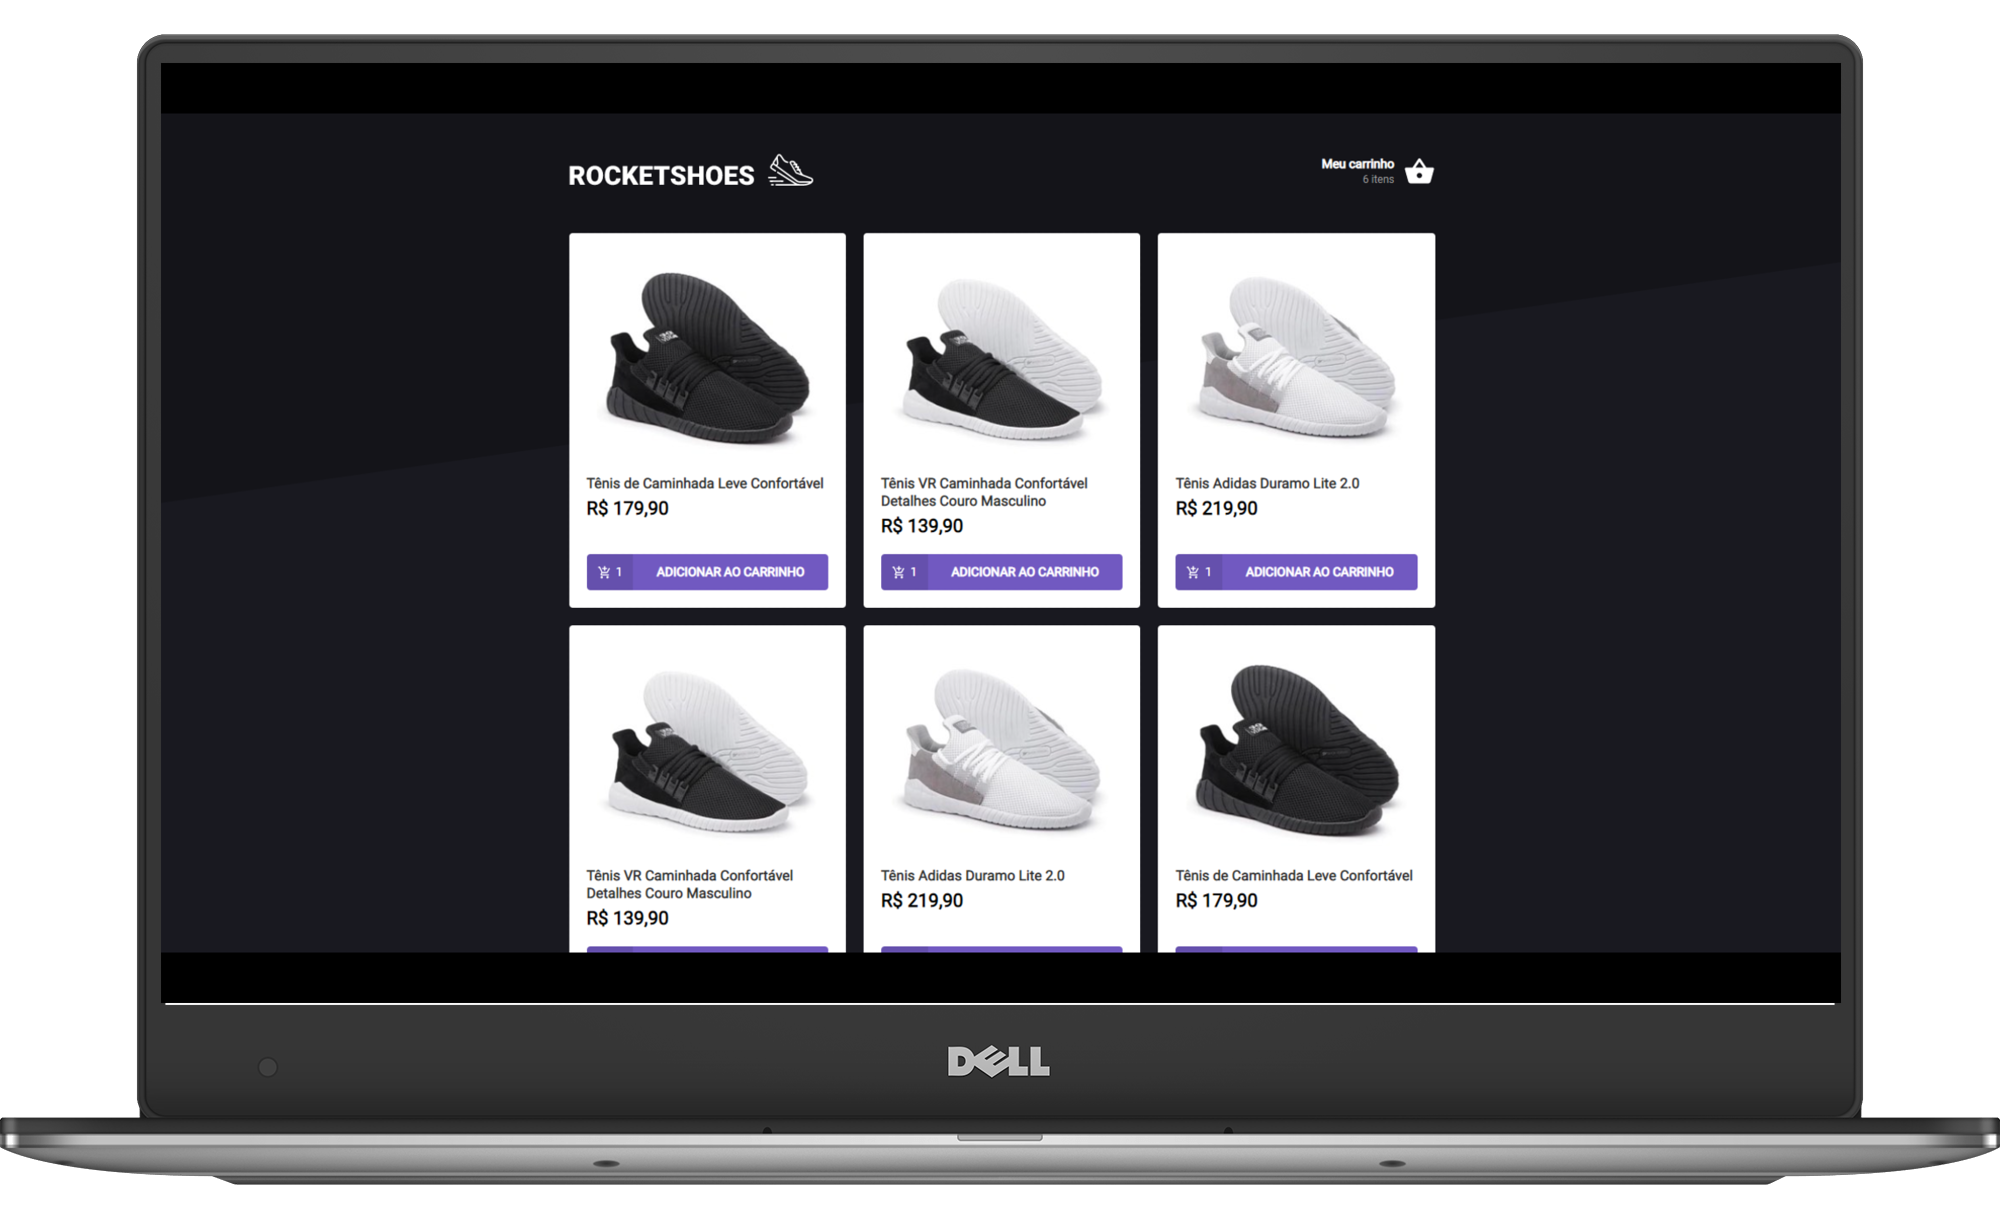 ROCKETSHOES
Meu carrinho
6 itens
Tênis de Caminhada Leve Confortável
R$ 179,90
1 ADICIONAR AO CARRINHO
Tênis VR Caminhada Confortável
Detalhes Couro Masculino
R$ 139,90
1 ADICIONAR AO CARRINHO
Tênis Adidas Duramo Lite 2.0
R$ 219,90
1 ADICIONAR AO CARRINHO
Tênis VR Caminhada Confortável
Detalhes Couro Masculino
R$ 139,90
Tênis Adidas Duramo Lite 2.0
R$ 219,90
Tênis de Caminhada Leve Confortável
R$ 179,90
DELL